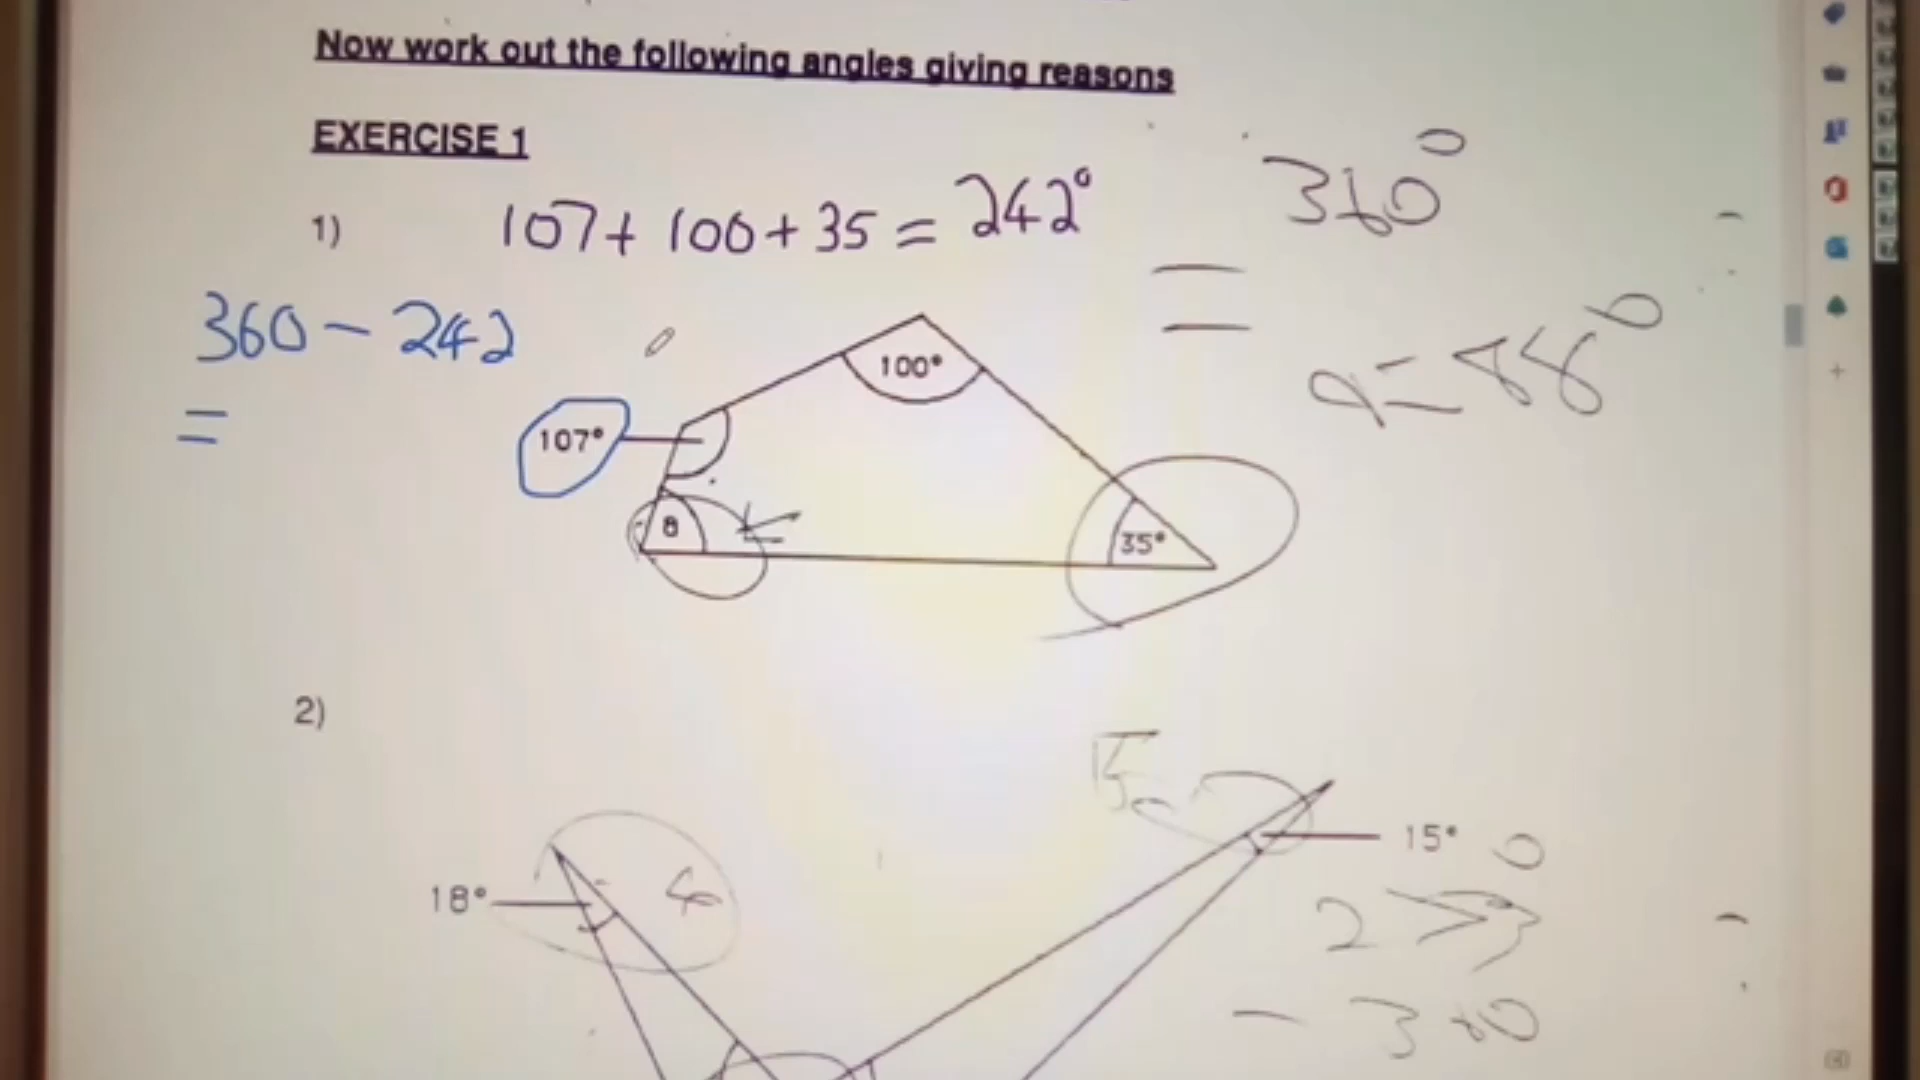 Now work out the following angles giving reasons
EXERCISE 1
360°
1) 107 + 100 + 35 = 242°
=
360 - 242
=
100°
107°
8
35°
2)
15°
18°